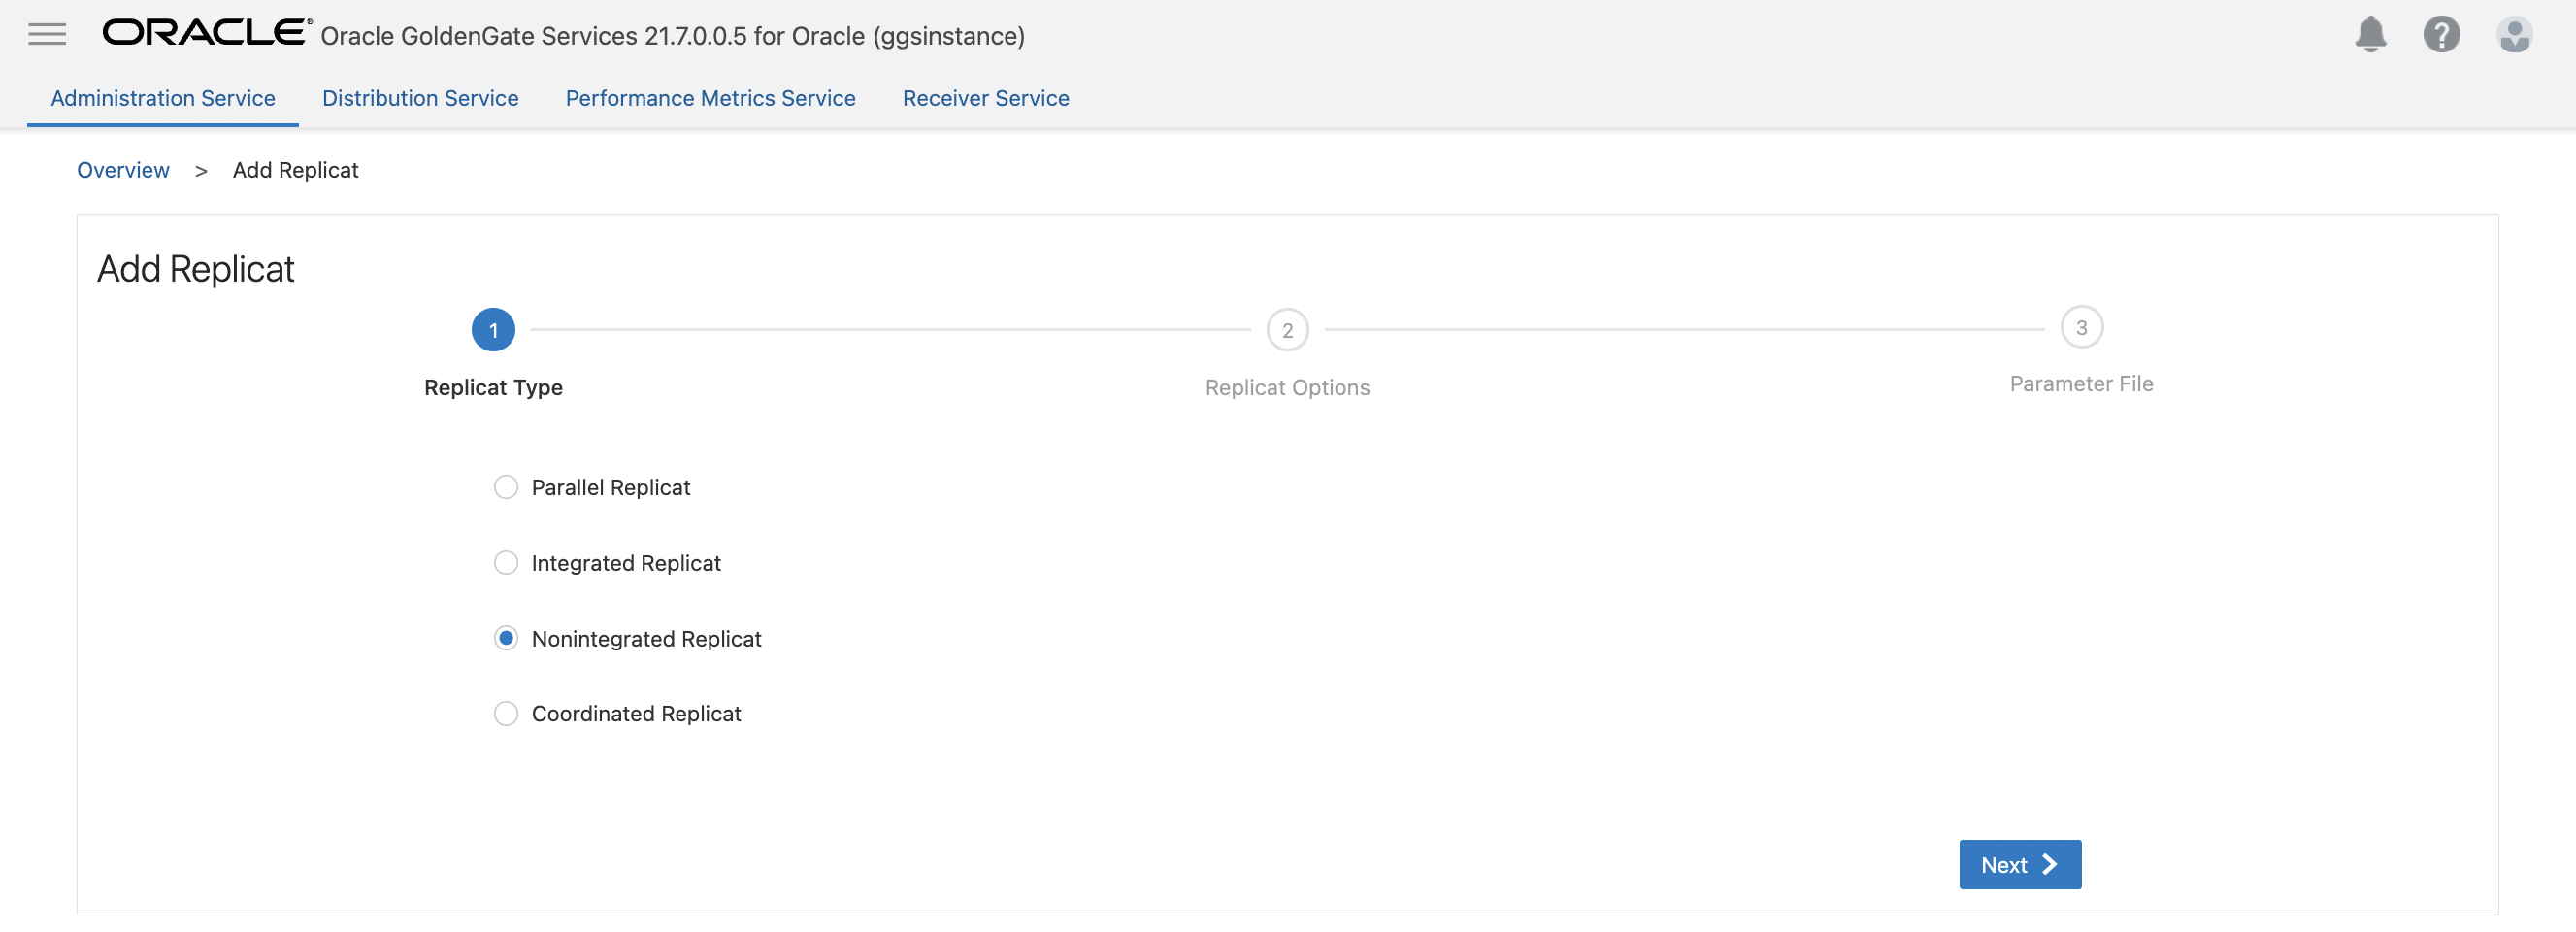 ORACLE® Oracle GoldenGate Services 21.7.0.0.5 for Oracle (ggsinstance)
?
Administration Service Distribution Service Performance Metrics Service Receiver Service
Overview > Add Replicat
Add Replicat
1 2 3
Replicat Type Replicat Options Parameter File
Parallel Replicat
Integrated Replicat
Nonintegrated Replicat
Coordinated Replicat
Next